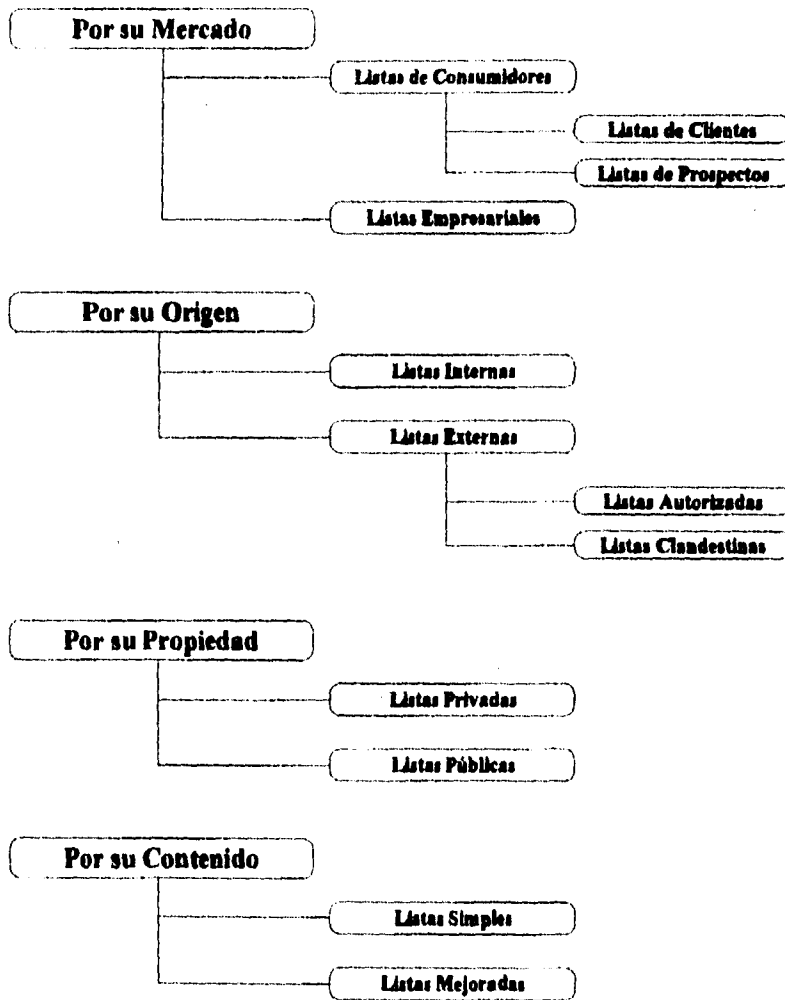 Por su Mercado
Listas de Consumidores
Listas de Clientes
Listas de Prospectos
Listas Empresariales
Por su Origen
Listas Internas
Listas Externas
Listas Autorizadas
Listas Clandestinas
Por su Propiedad
Listas Privadas
Listas Públicas
Por su Contenido
Listas Simples
Listas Mejoradas